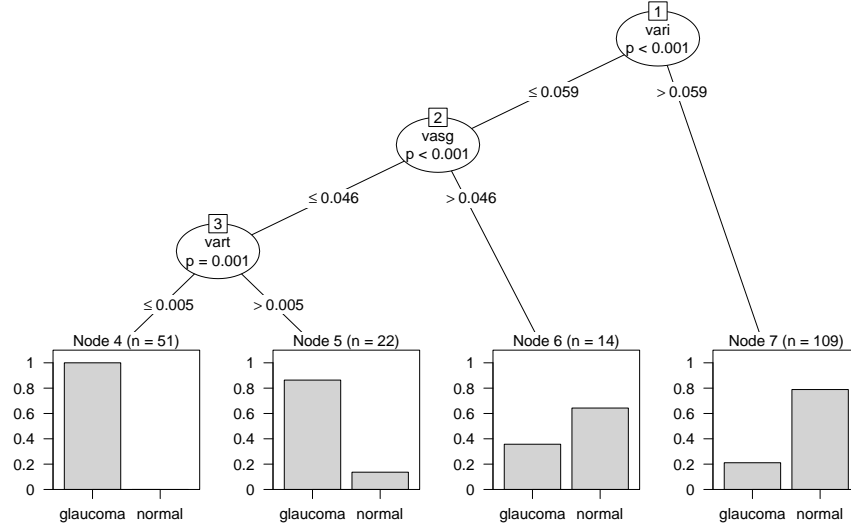 1
vari
p < 0.001
≤ 0.059
> 0.059
2
vasg
p < 0.001
≤ 0.046
> 0.046
3
vart
p = 0.001
≤ 0.005
> 0.005
Node 4 (n = 51)
1
0.8
0.6
0.4
0.2
0
glaucoma normal
Node 5 (n = 22)
1
0.8
0.6
0.4
0.2
0
glaucoma normal
Node 6 (n = 14)
1
0.8
0.6
0.4
0.2
0
glaucoma normal
Node 7 (n = 109)
1
0.8
0.6
0.4
0.2
0
glaucoma normal